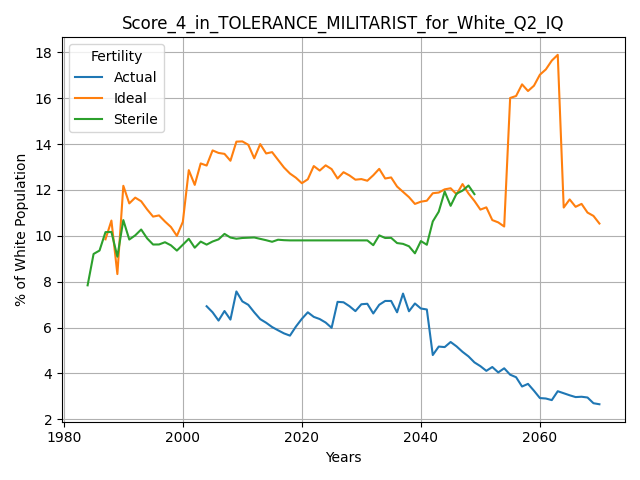 Score_4_in_TOLERANCE_MILITARIST_for_White_Q2_IQ
Fertility
Actual
Ideal
Sterile
% of White Population
18
16
14
12
10
8
6
4
2
1980
2000
2020
2040
2060
Years